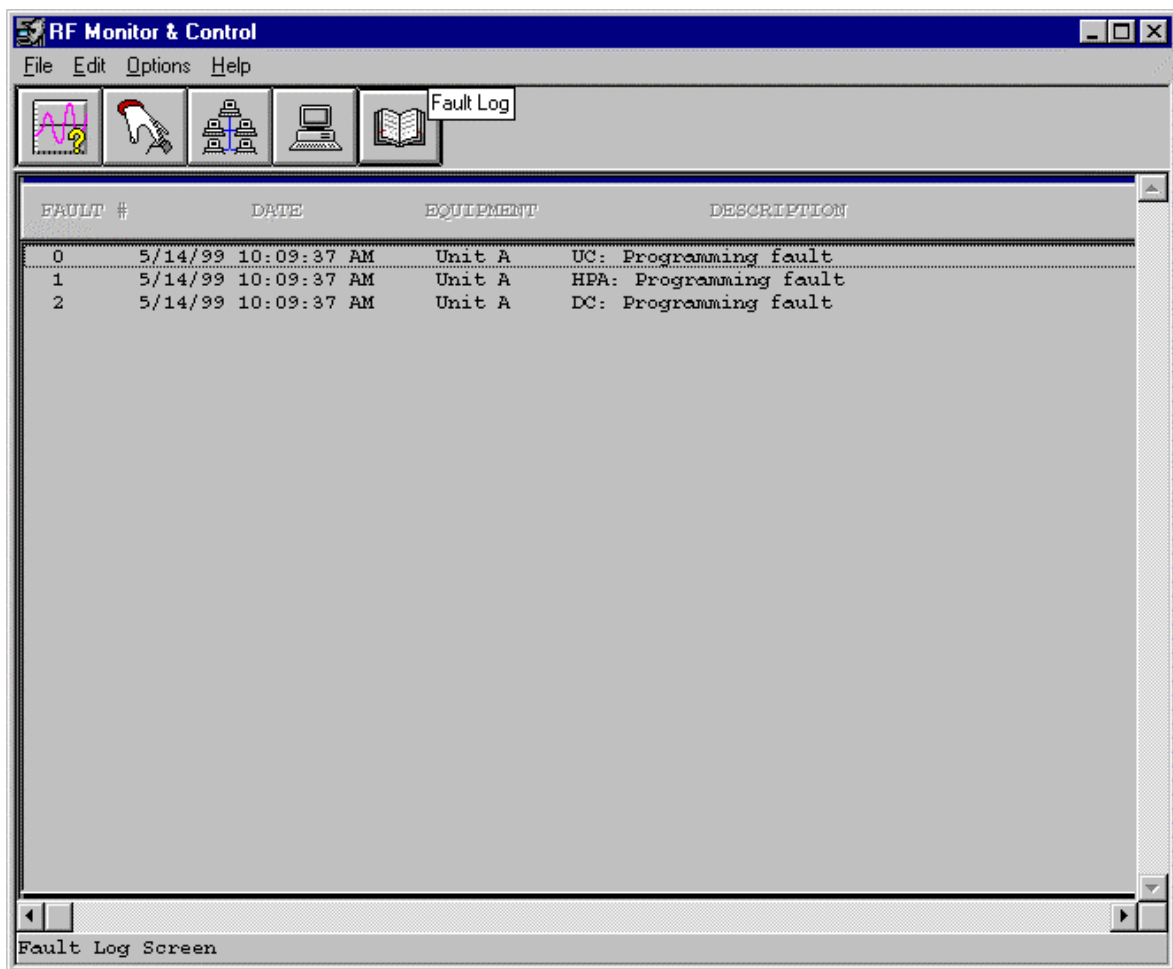 RF Monitor & Control
File Edit Options Help
Fault Log
FAULT # DATE EQUIPMENT DESCRIPTION
0 5/14/99 10:09:37 AM Unit A UC: Programming fault
1 5/14/99 10:09:37 AM Unit A HPA: Programming fault
2 5/14/99 10:09:37 AM Unit A DC: Programming fault
Fault Log Screen